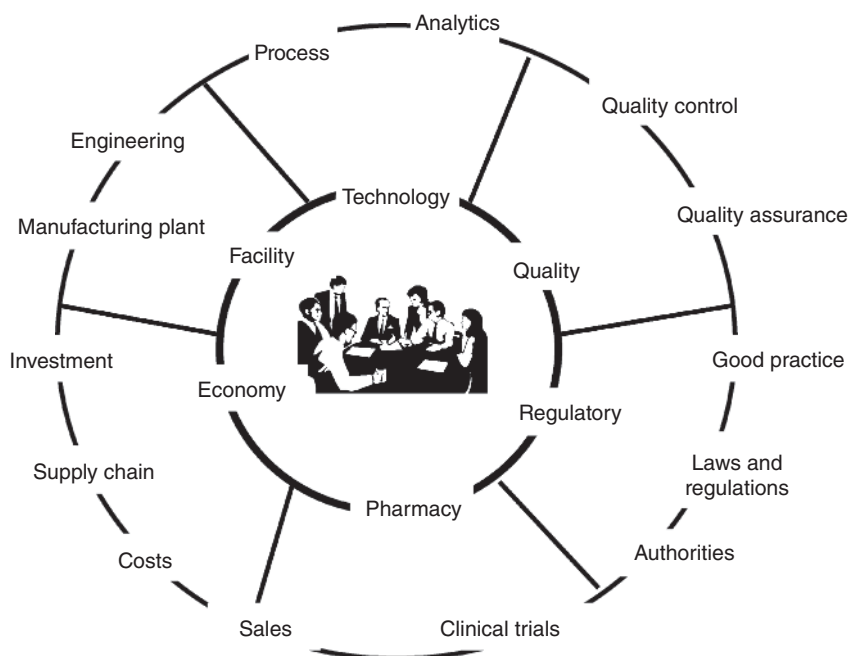 Analytics
Process
Quality control
Engineering
Technology
Quality assurance
Manufacturing plant
Facility
Quality
Investment
Good practice
Economy
Regulatory
Supply chain
Laws and
regulations
Pharmacy
Authorities
Costs
Sales
Clinical trials